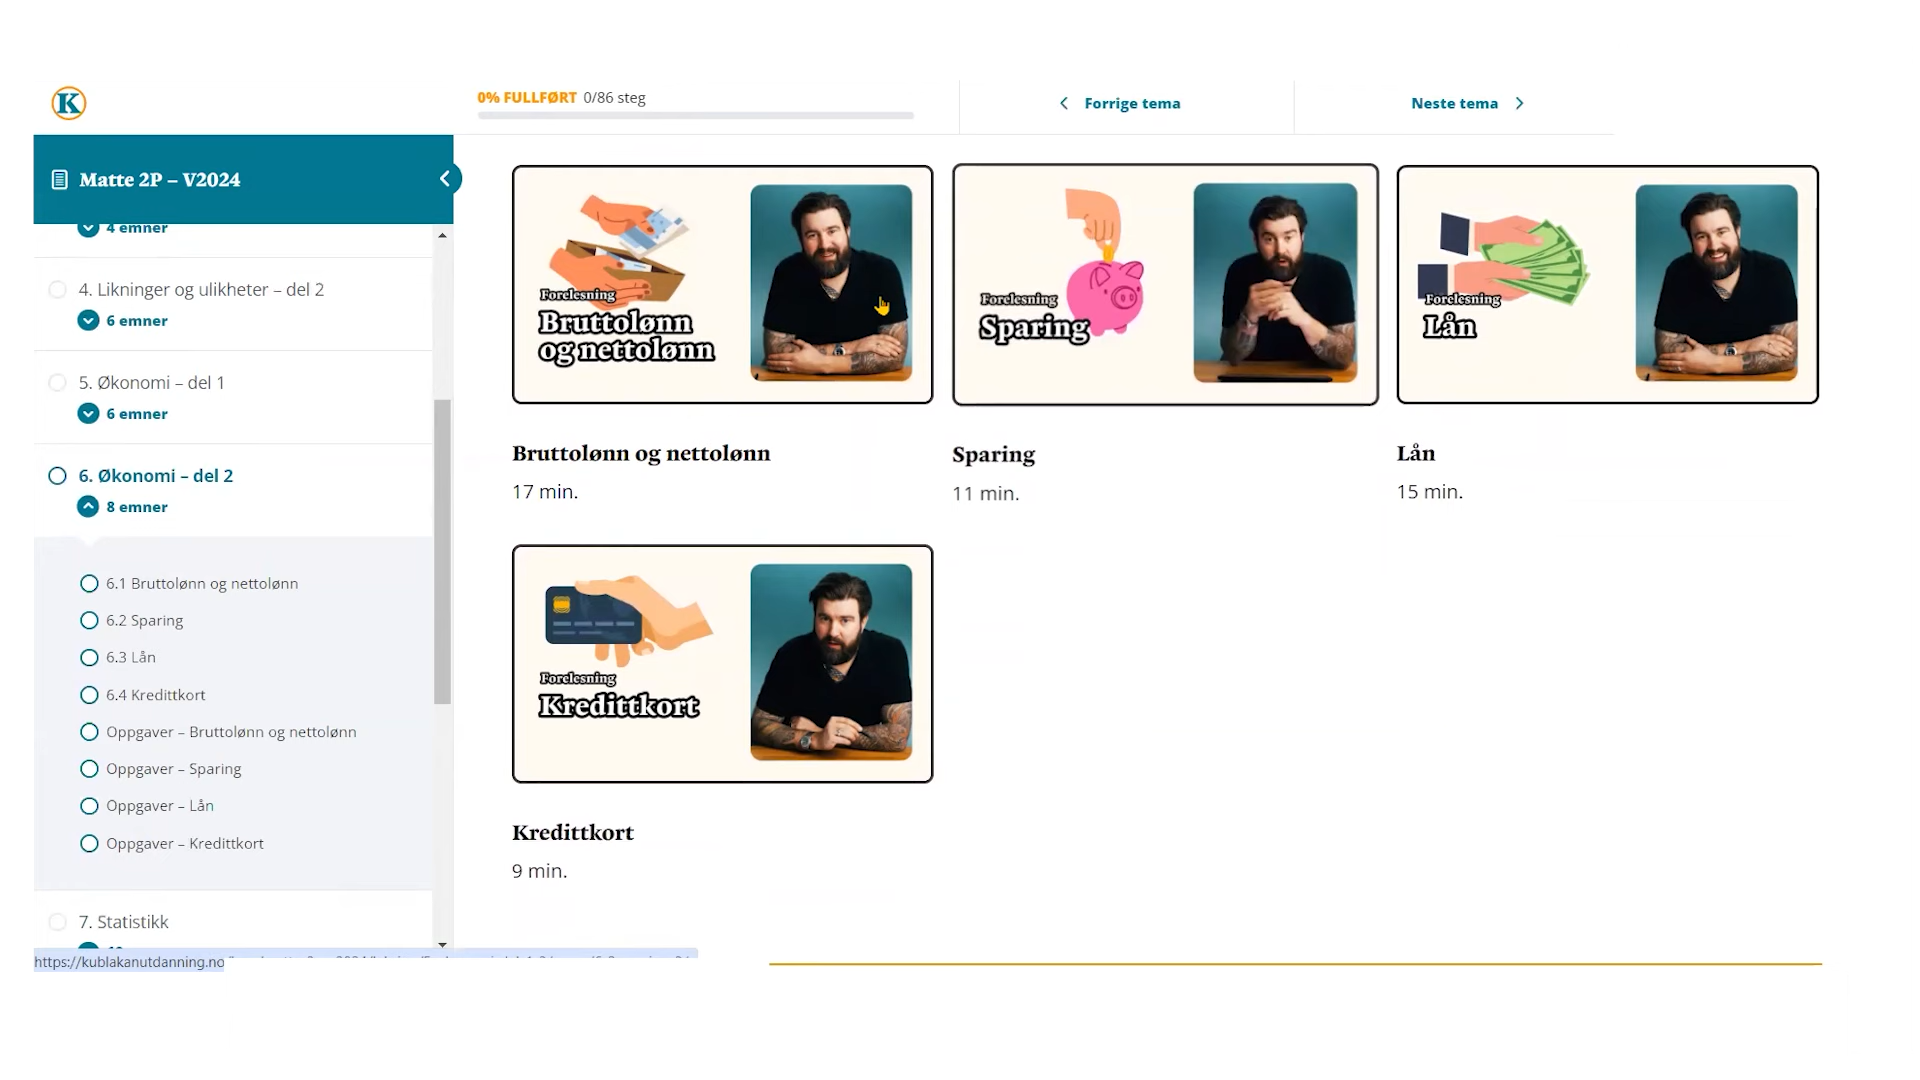 K
0% FULLFØRT 0/86 steg
Forrige tema
Neste tema
Matte 2P – V2024
4 emner
4. Likninger og ulikheter – del 2
6 emner
5. Økonomi – del 1
6 emner
6. Økonomi – del 2
8 emner
6.1 Bruttolønn og nettolønn
6.2 Sparing
6.3 Lån
6.4 Kredittkort
Oppgaver – Bruttolønn og nettolønn
Oppgaver – Sparing
Oppgaver – Lån
Oppgaver – Kredittkort
7. Statistikk
https://kublakanutdanning.no
Forelesning
Bruttolønn
og nettolønn
Bruttolønn og nettolønn
17 min.
Forelesning
Sparing
Sparing
11 min.
Forelesning
Lån
Lån
15 min.
Forelesning
Kredittkort
Kredittkort
9 min.